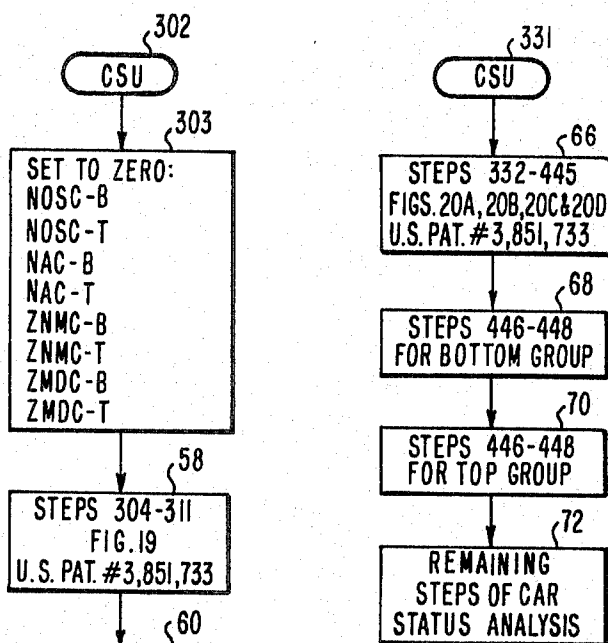 302
CSU
303
SET TO ZERO:
NOSC-B
NOSC-T
NAC-B
NAC-T
ZNMC-B
ZNMC-T
ZMDC-B
ZMDC-T
58
STEPS 304-311
FIG.19
U.S. PAT.#3,851,733
60
331
CSU
66
STEPS 332-445
FIGS.20A, 20B, 20C&20D
U.S. PAT.#3,851,733
68
STEPS 446-448
FOR BOTTOM GROUP
70
STEPS 446-448
FOR TOP GROUP
72
REMAINING
STEPS OF CAR
STATUS ANALYSIS